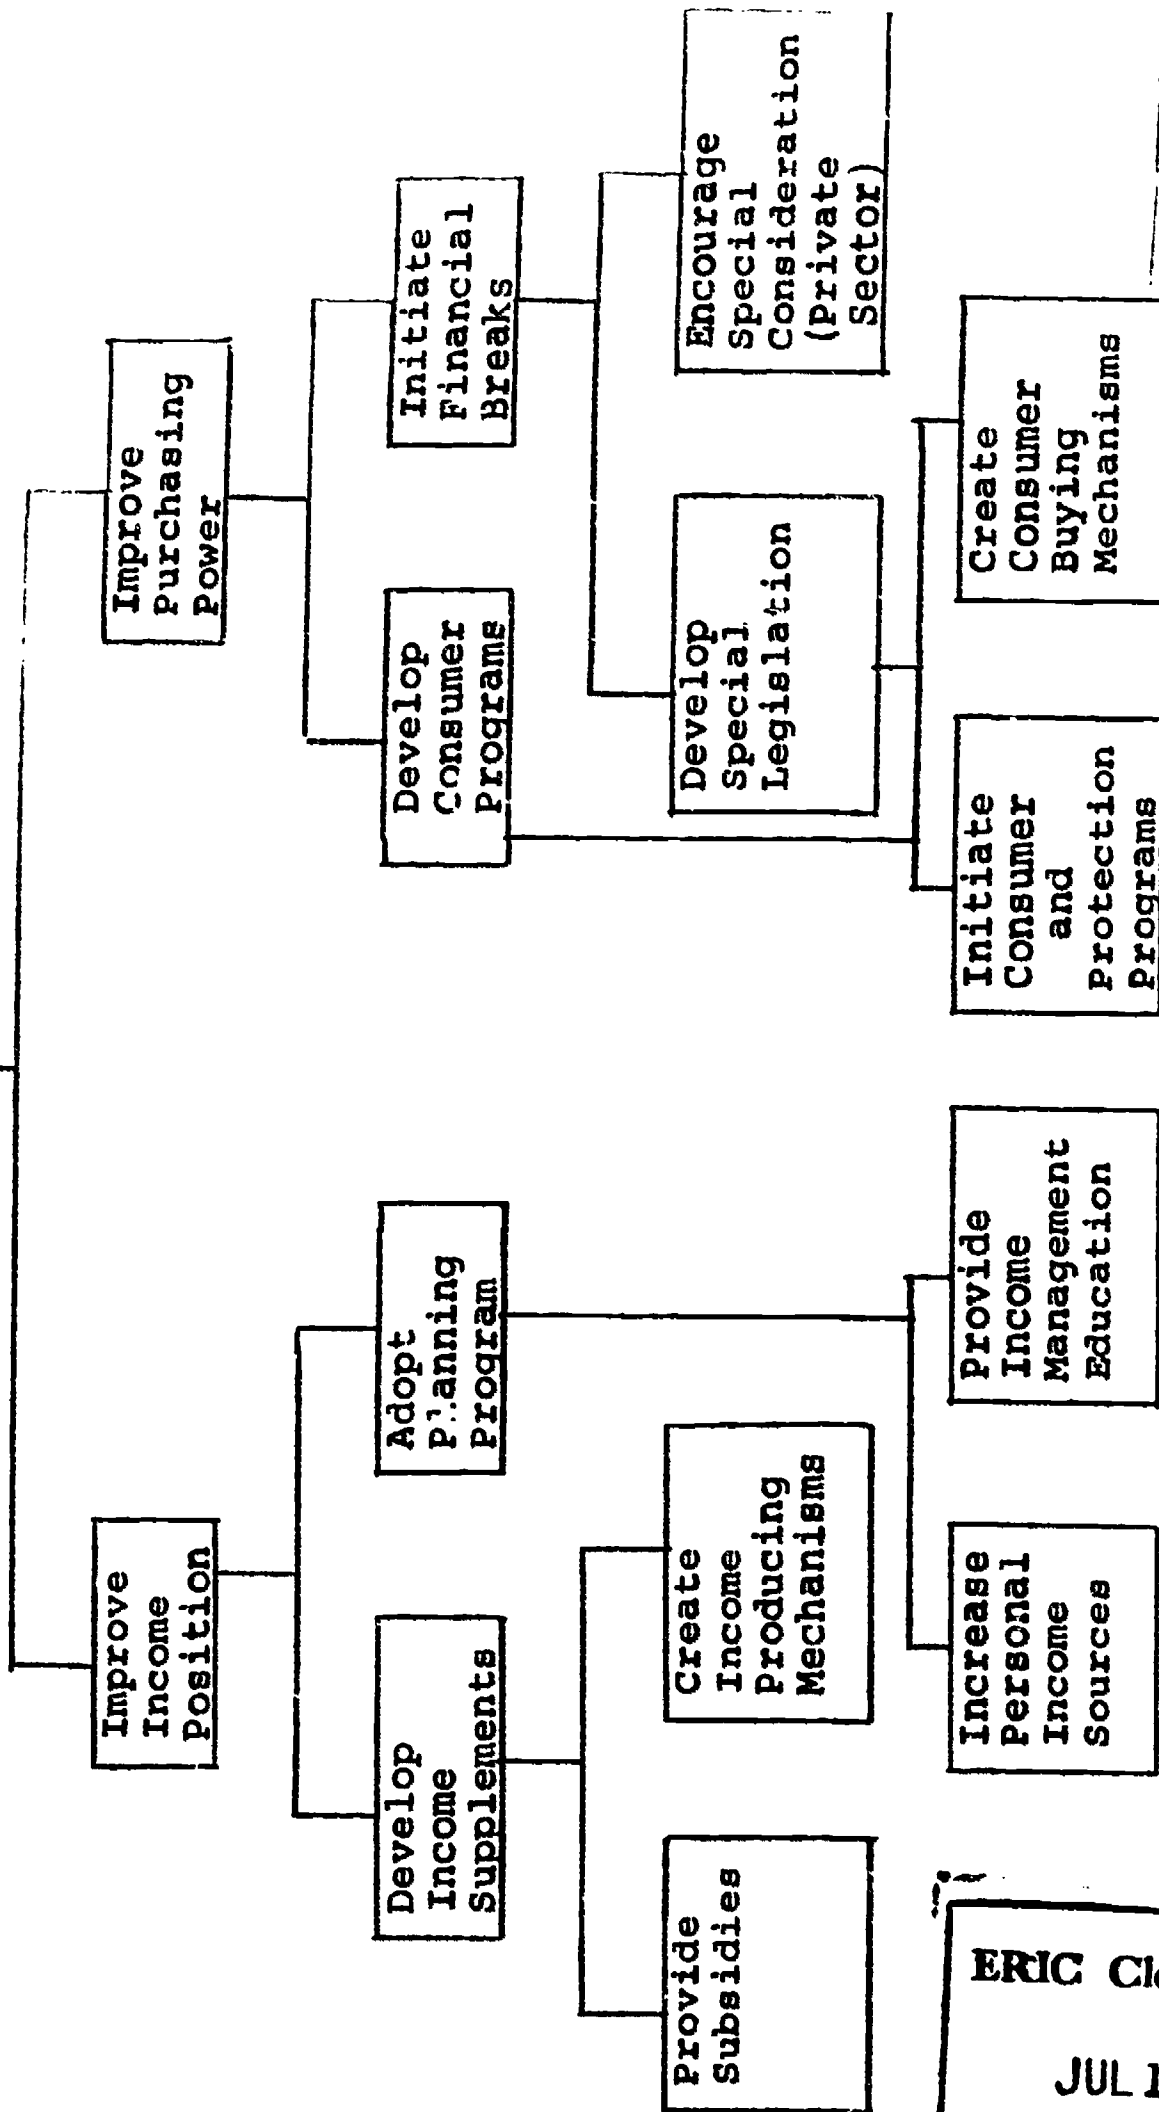 Improve
Income
Position
Improve
Purchasing
Power
Develop
Income
Supplements
Adopt
Planning
Program
Develop
Consumer
Programs
Initiate
Financial
Breaks
Provide
Subsidies
Create
Income
Producing
Mechanisms
Develop
Special
Legislation
Encourage
Special
Consideration
(Private
Sector)
Increase
Personal
Income
Sources
Provide
Income
Management
Education
Initiate
Consumer
and
Protection
Programs
Create
Consumer
Buying
Mechanisms
ERIC
JUL